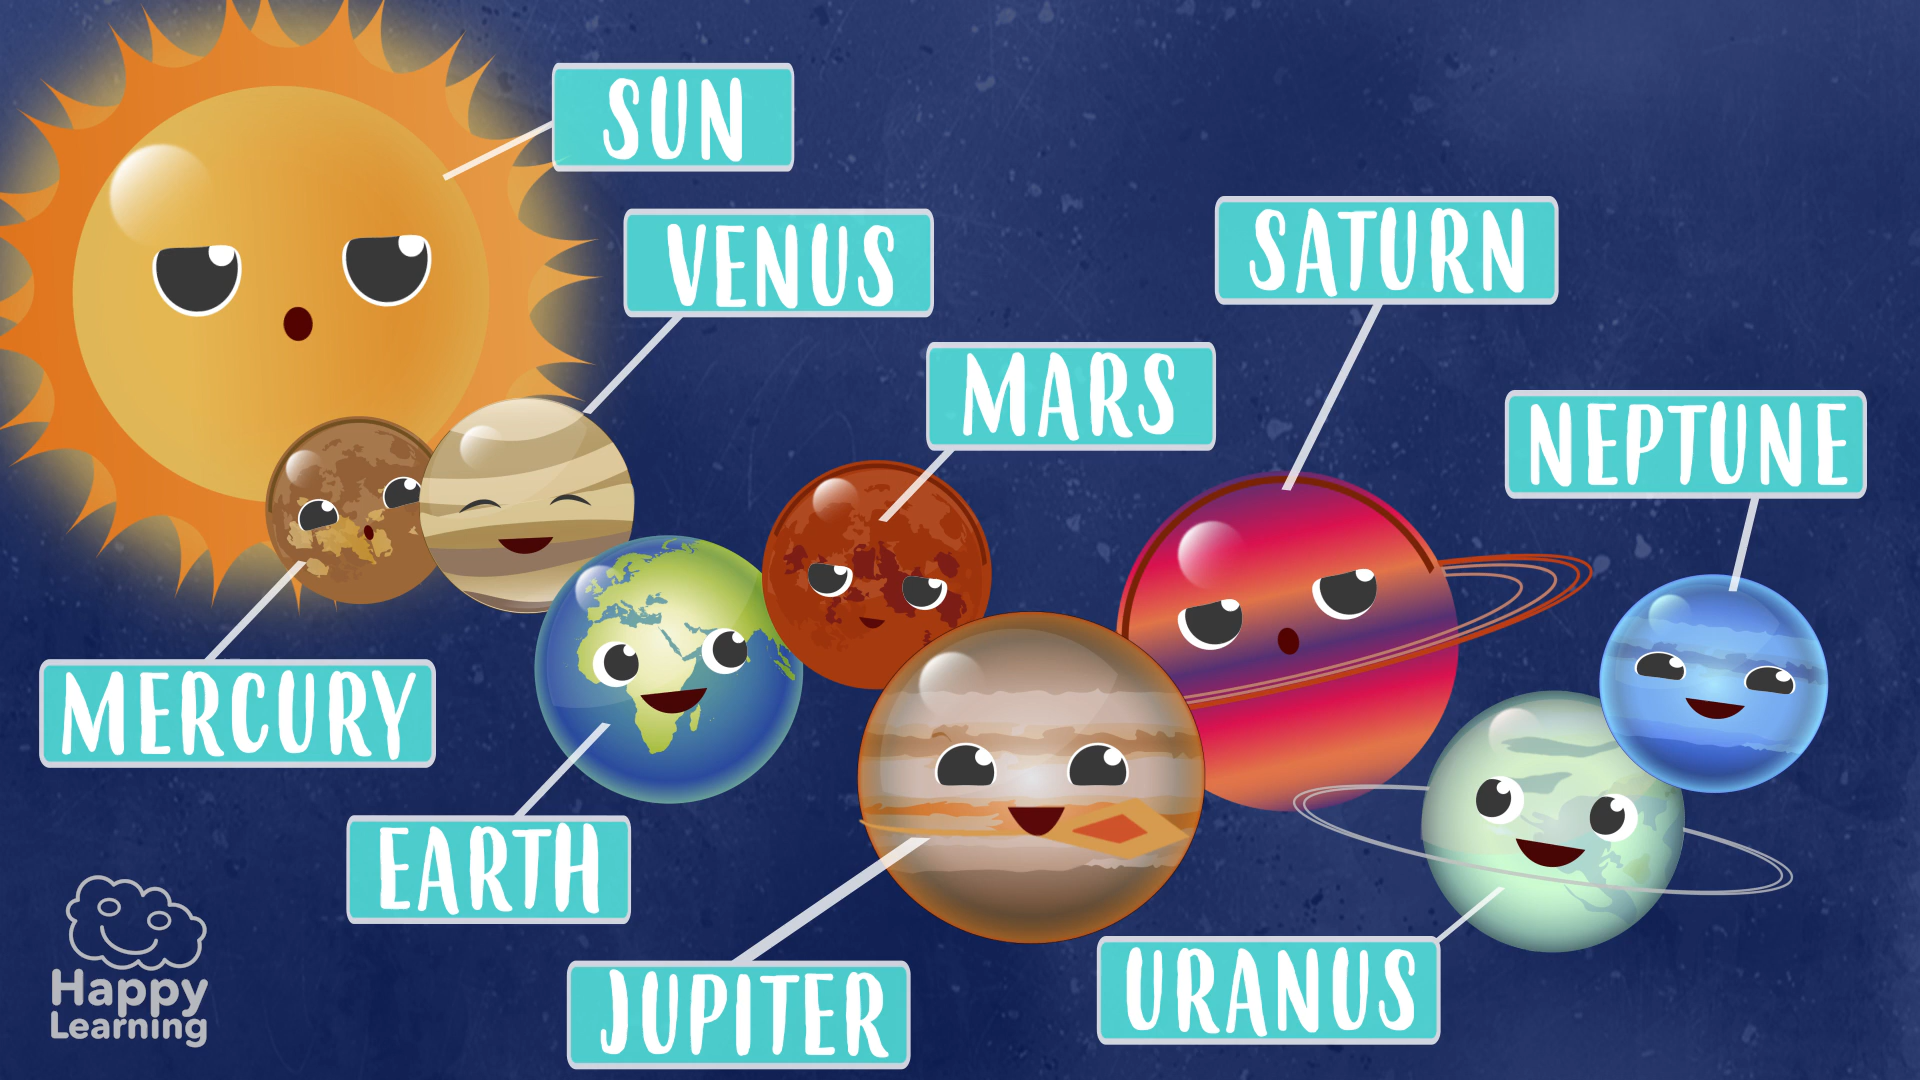 SUN
VENUS
SATURN
MARS
NEPTUNE
MERCURY
EARTH
JUPITER
URANUS
Happy
Learning